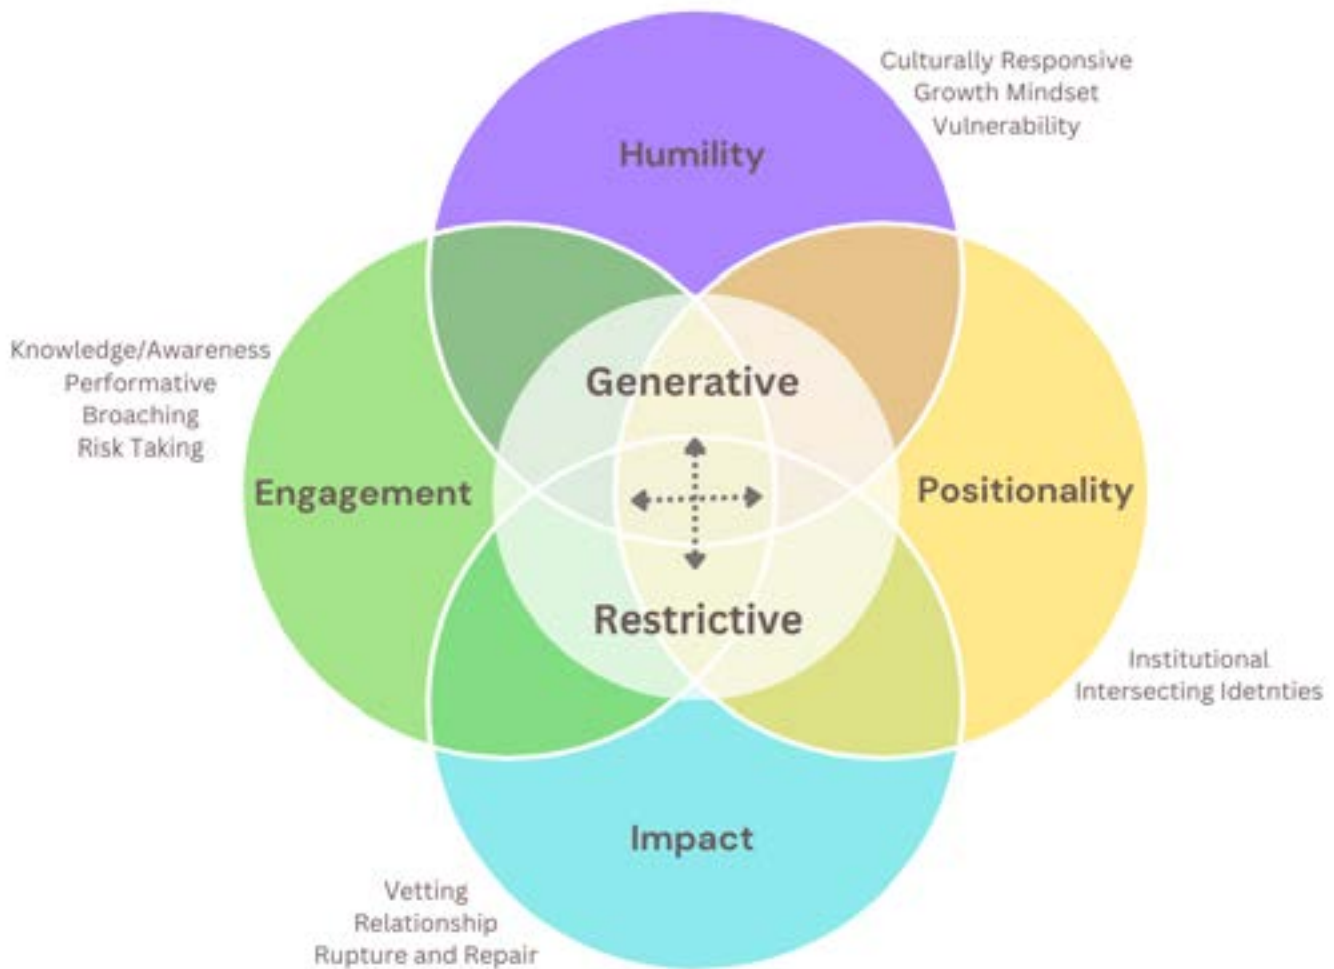 Culturally Responsive
Growth Mindset
Vulnerability
Humility
Knowledge/Awareness
Performative
Broaching
Risk Taking
Generative
Engagement
Positionality
Restrictive
Institutional
Intersecting Idetnties
Impact
Vetting
Relationship
Rupture and Repair